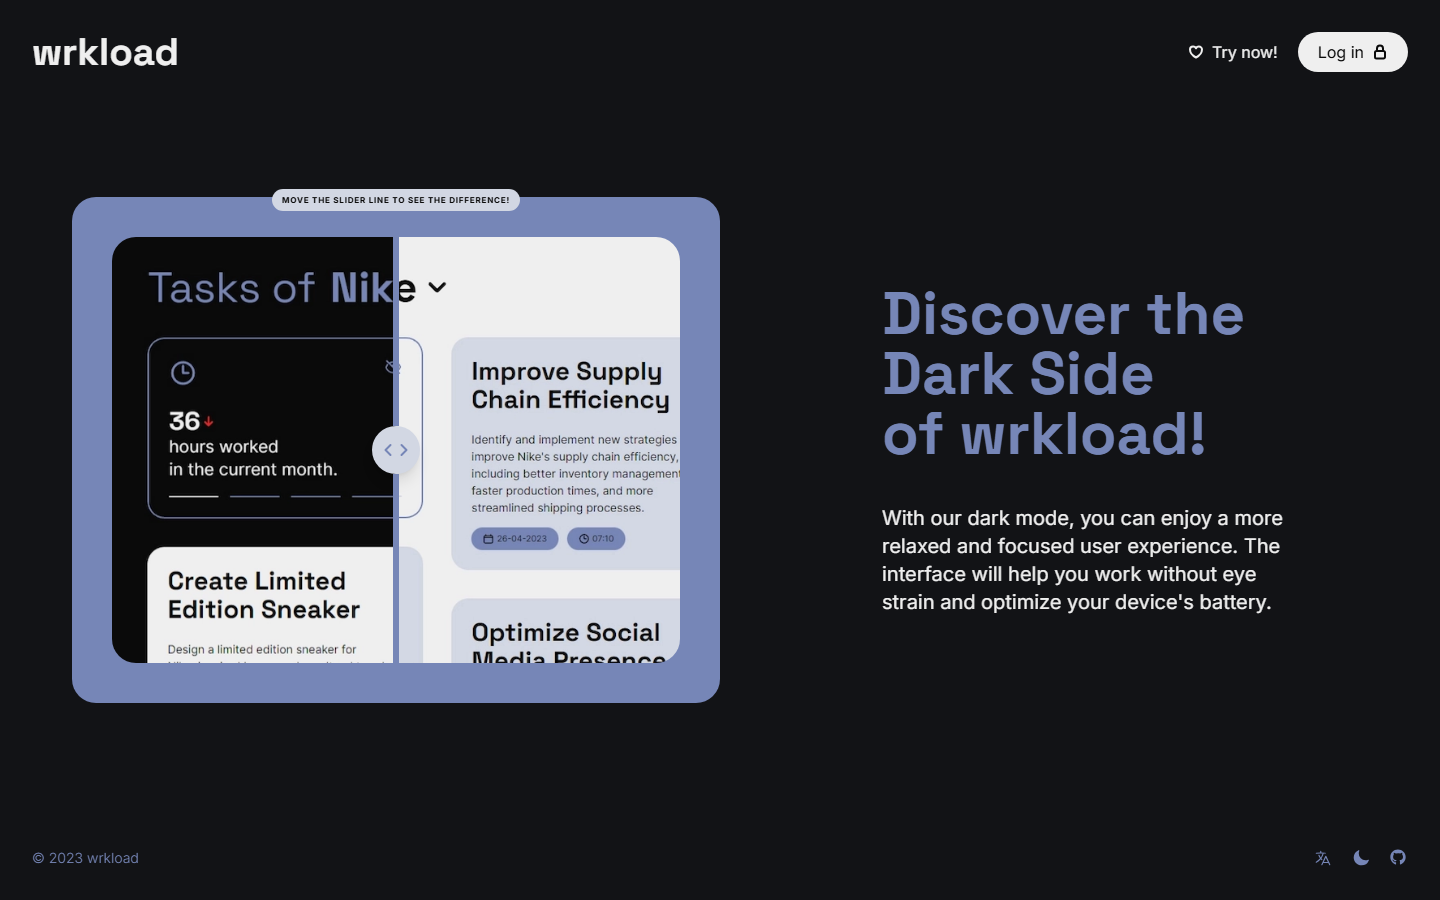 wrkload
Try now!
Log in
MOVE THE SLIDER LINE TO SEE THE DIFFERENCE!
Tasks of Nike
36
hours worked
in the current month.
Create Limited
Edition Sneaker
Design a limited edition sneaker for
Improve Supply
Chain Efficiency
Identify and implement new strategies
improve Nike's supply chain efficiency,
including better inventory management
faster production times, and more
streamlined shipping processes.
26-04-2023
07:10
Optimize Social
Media Presence
Discover the
Dark Side
of wrkload!
With our dark mode, you can enjoy a more
relaxed and focused user experience. The
interface will help you work without eye
strain and optimize your device's battery.
© 2023 wrkload